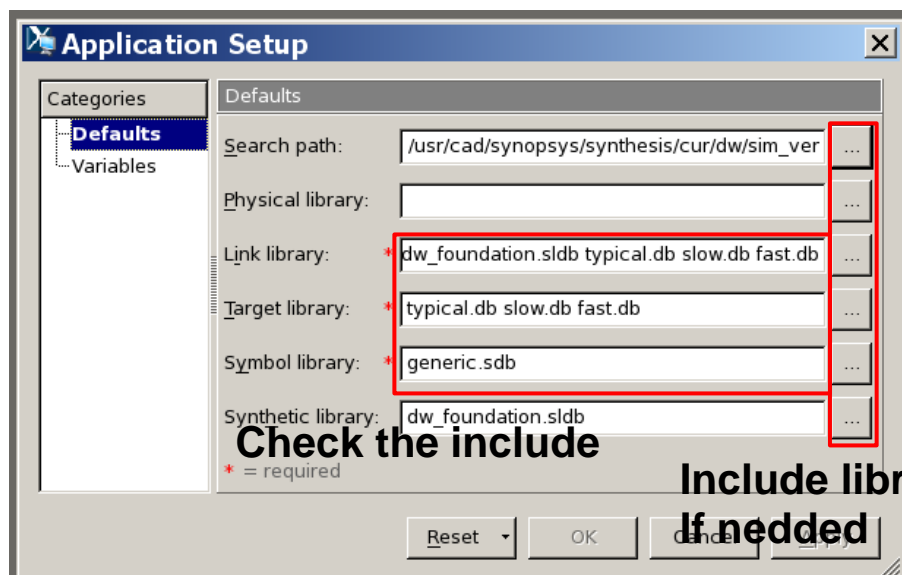 Application Setup
Categories
Defaults
Variables
Defaults
Search path: /usr/cad/synopsys/synthesis/cur/dw/sim_ver ...
Physical library: ...
Link library: * dw_foundation.sldb typical.db slow.db fast.db ...
Target library: * typical.db slow.db fast.db ...
Symbol library: * generic.sdb ...
Synthetic library: dw_foundation.sldb ...
Check the include
* = required
Include libr
If nedded
Reset OK Cancel Apply